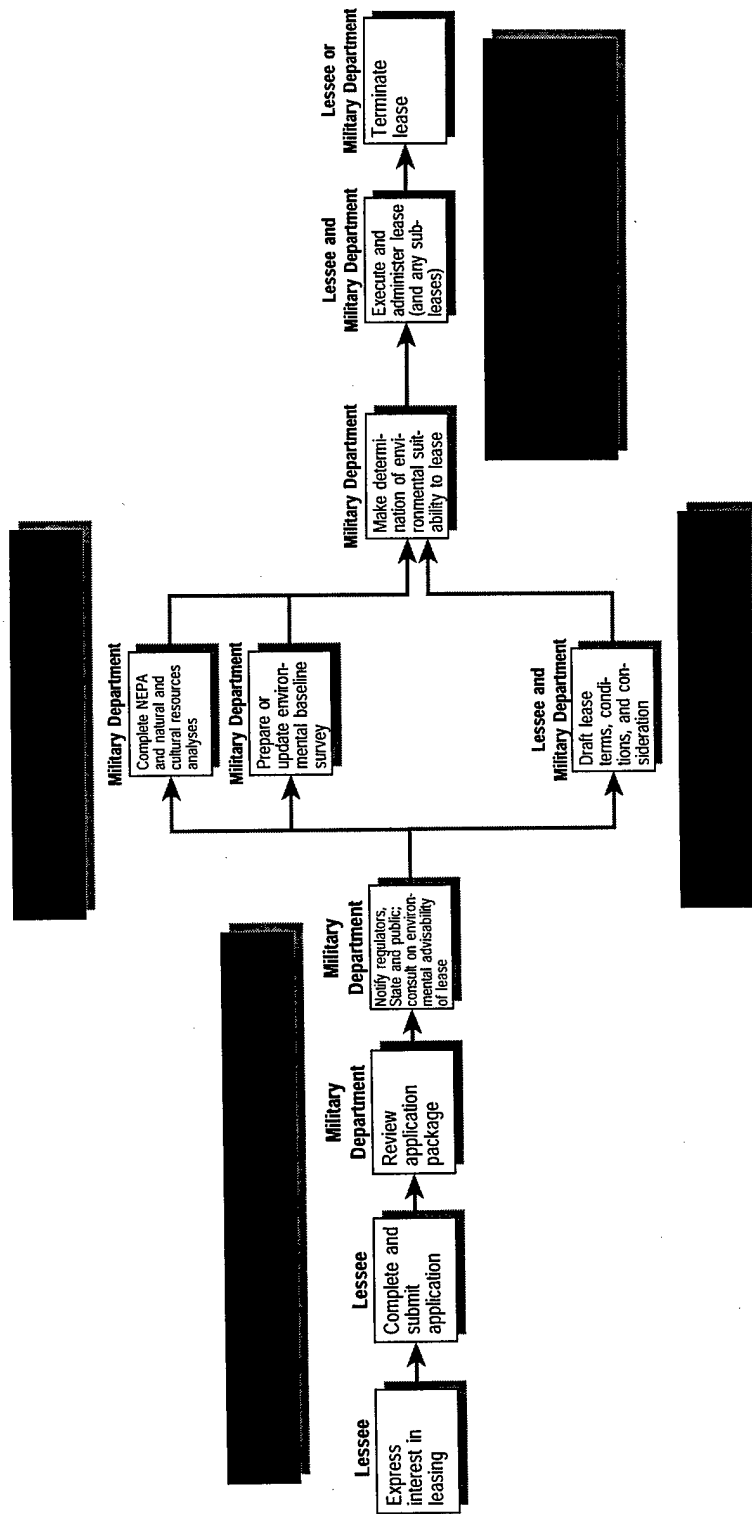 Lessee
Express
interest in
leasing
Lessee
Complete and
submit
application
Military
Department
Review
application
package
Military
Department
Notify regulators,
State and public;
consult on environ-
mental advisability
of lease
Military Department
Complete NEPA
and natural and
cultural resources
analyses
Military Department
Prepare or
update environ-
mental baseline
survey
Lessee and
Military Department
Draft lease
terms, condi-
tions, and con-
sideration
Military Department
Make determi-
nation of envi-
ronmental suit-
ability to lease
Lessee and
Military Department
Execute and
administer lease
(and any sub-
leases)
Lessee or
Military Department
Terminate
lease